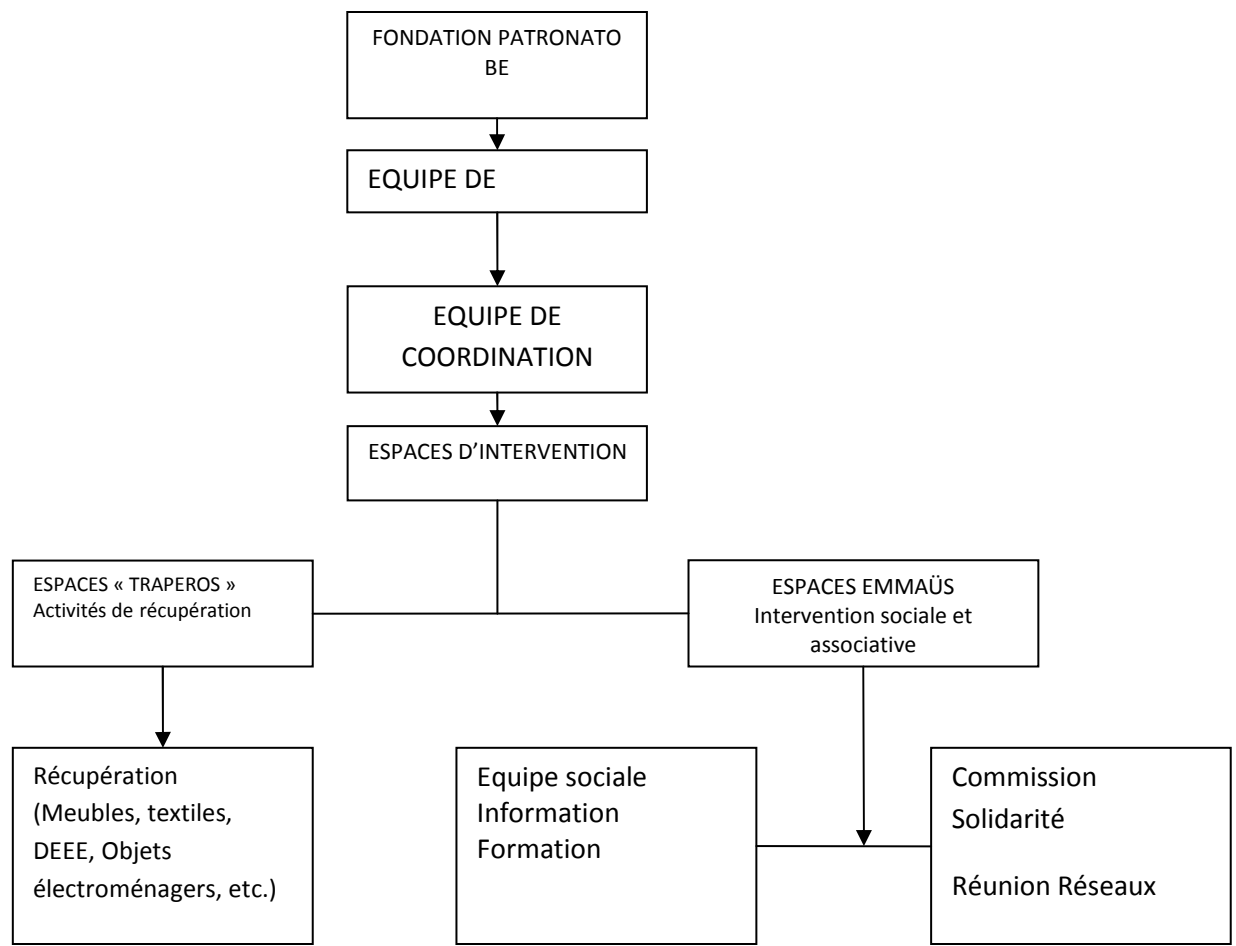 FONDATION PATRONATO
BE
EQUIPE DE
EQUIPE DE
COORDINATION
ESPACES D’INTERVENTION
ESPACES « TRAPEROS »
Activités de récupération
ESPACES EMMAÜS
Intervention sociale et
associative
Récupération
(Meubles, textiles,
DEEE, Objets
électroménagers, etc.)
Equipe sociale
Information
Formation
Commission
Solidarité
Réunion Réseaux